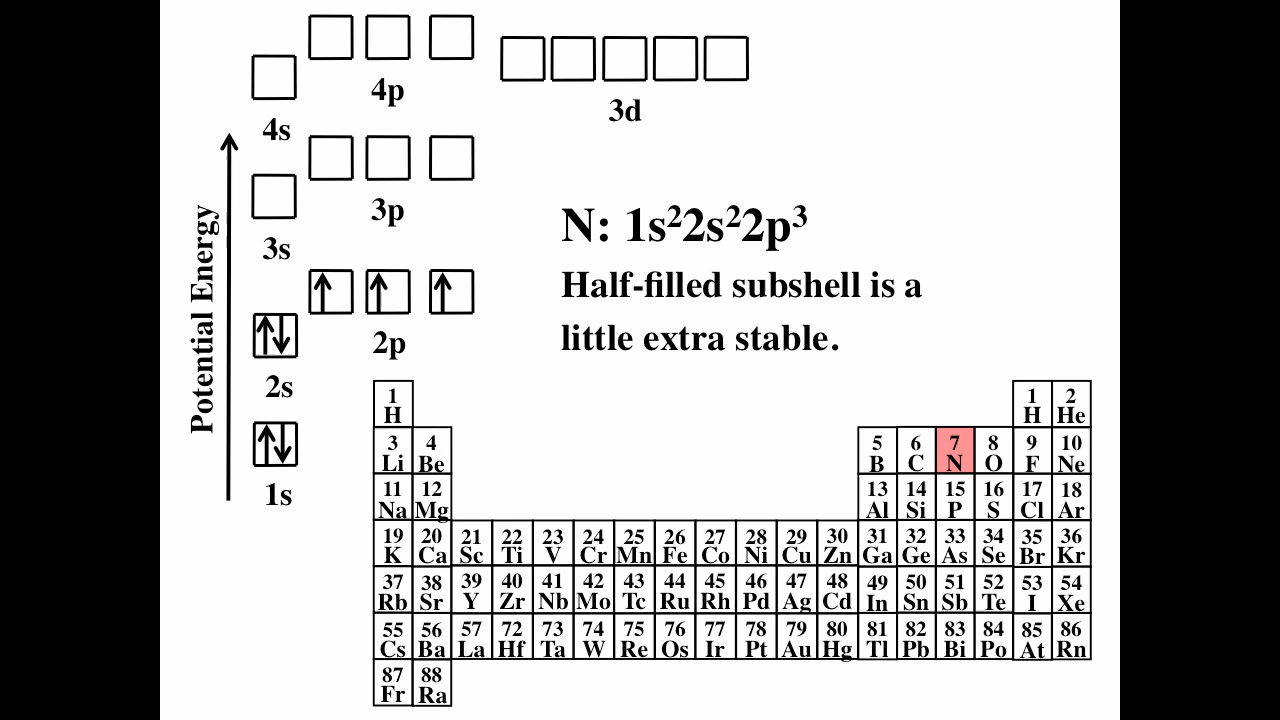 4p
3d
4s
3p
3s
Potential Energy
N: 1s²2s²2p³
Half-filled subshell is a
little extra stable.
2p
2s
1s
1 1 2
H H He
3 4 5 6 7 8 9 10
Li Be B C N O F Ne
11 12 13 14 15 16 17 18
Na Mg Al Si P S Cl Ar
19 20 21 22 23 24 25 26 27 28 29 30 31 32 33 34 35 36
K Ca Sc Ti V Cr Mn Fe Co Ni Cu Zn Ga Ge As Se Br Kr
37 38 39 40 41 42 43 44 45 46 47 48 49 50 51 52 53 54
Rb Sr Y Zr Nb Mo Tc Ru Rh Pd Ag Cd In Sn Sb Te I Xe
55 56 57 72 73 74 75 76 77 78 79 80 81 82 83 84 85 86
Cs Ba La Hf Ta W Re Os Ir Pt Au Hg Tl Pb Bi Po At Rn
87 88
Fr Ra